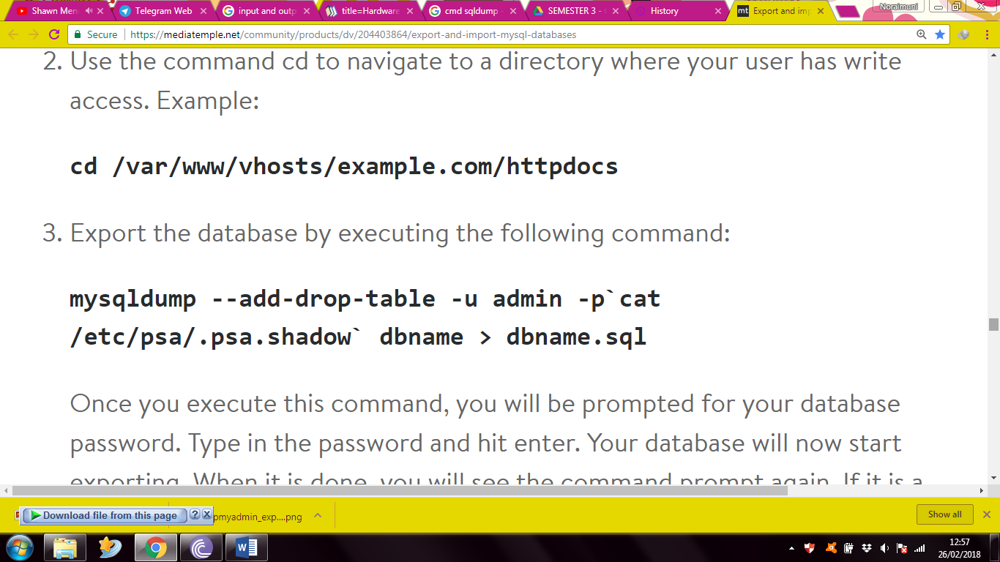 Shawn Men
Telegram Web
input and outp
title=Hardware
cmd sqldump -
SEMESTER 3 -
History
Export and imp
Noraimuni
Secure
https://mediatemple.net/community/products/dv/204403864/export-and-import-mysql-databases
2. Use the command cd to navigate to a directory where your user has write
access. Example:
cd /var/www/vhosts/example.com/httpdocs
3. Export the database by executing the following command:
mysqldump --add-drop-table -u admin -p`cat
/etc/psa/.psa.shadow` dbname > dbname.sql
Once you execute this command, you will be prompted for your database
password. Type in the password and hit enter. Your database will now start
exporting. When it is done, you will see the command prompt again. If it is a
Download file from this page
?
pmyadmin_exp....png
Show all
12:57
26/02/2018